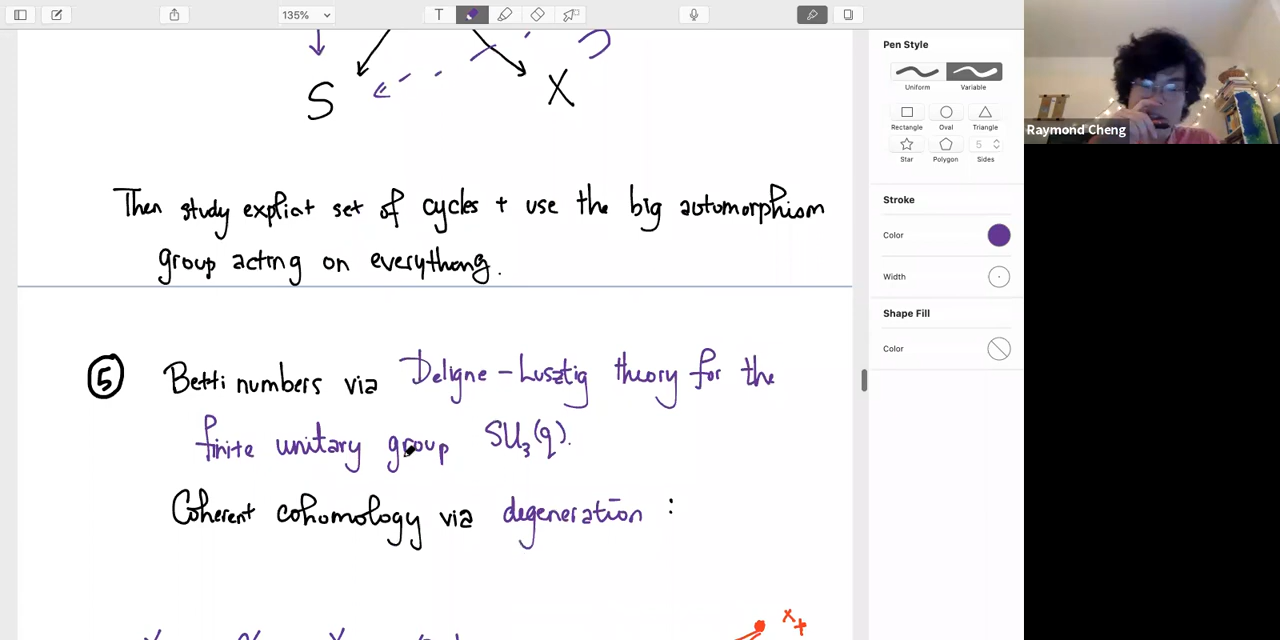 135%
T
Pen Style
Uniform
Variable
Rectangle
Oval
Triangle
Star
Polygon
5
Sides
Stroke
Color
Width
Shape Fill
Color
Raymond Cheng
S
X
Then study explicit set of cycles + use the big automorphism
group acting on everything.
⑤ Betti numbers via Deligne - Lusztig theory for the
finite unitary group SU₃(q).
Coherent cohomology via degeneration :
x₊